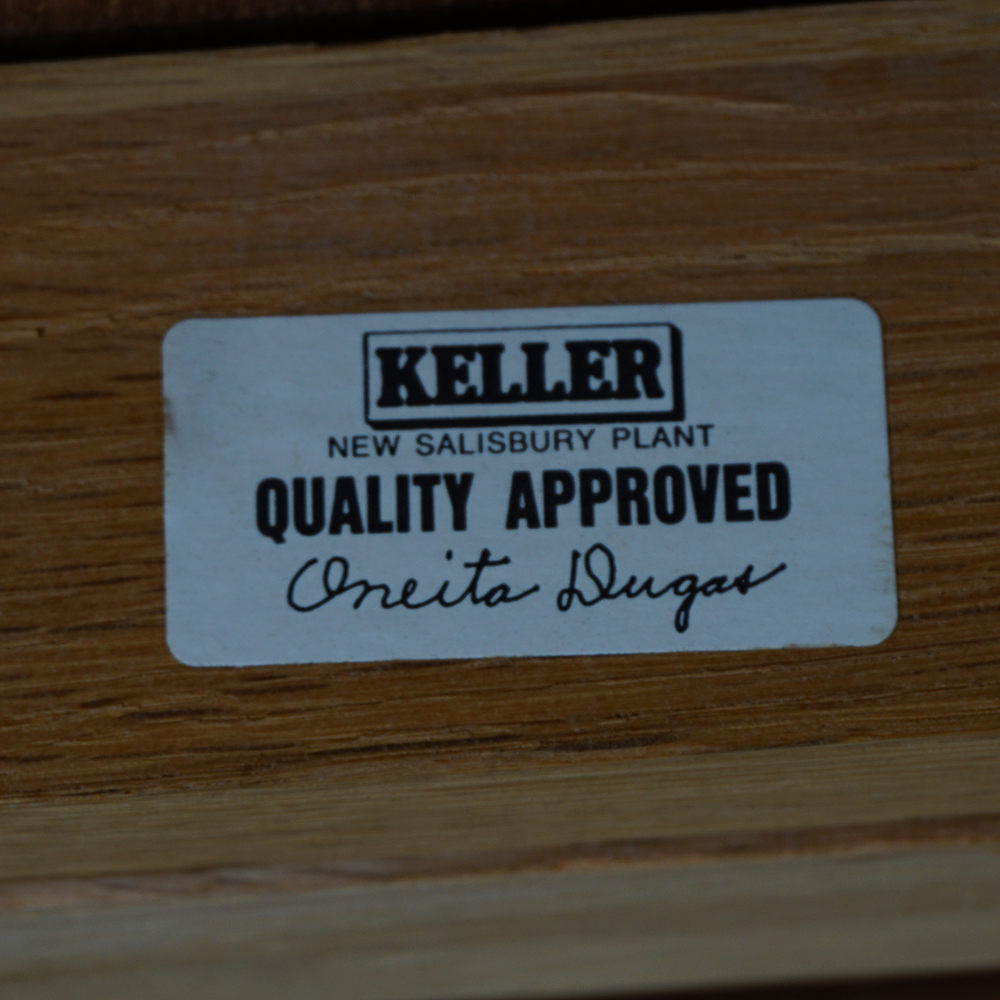 KELLER
NEW SALISBURY PLANT
QUALITY APPROVED
Oneita Dugas